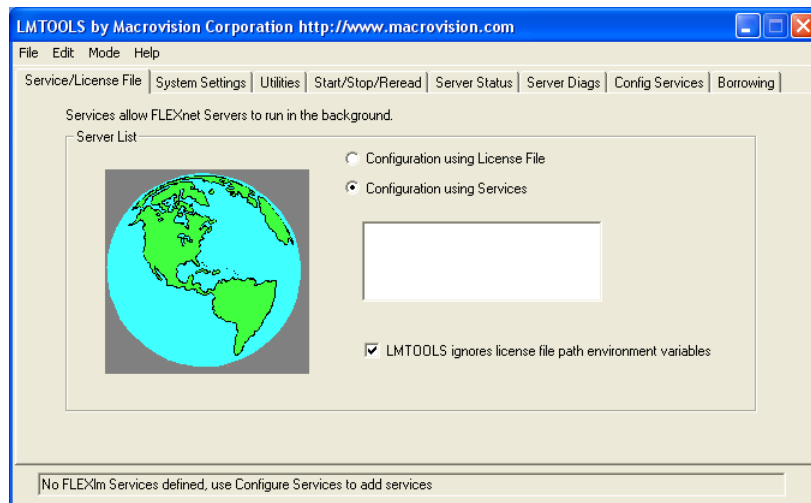 LMTOOLS by Macrovision Corporation http://www.macrovision.com
File Edit Mode Help
Service/License File System Settings Utilities Start/Stop/Reread Server Status Server Diags Config Services Borrowing
Services allow FLEXnet Servers to run in the background.
Server List
Configuration using License File
Configuration using Services
LMTOOLS ignores license file path environment variables
No FLEXlm Services defined, use Configure Services to add services